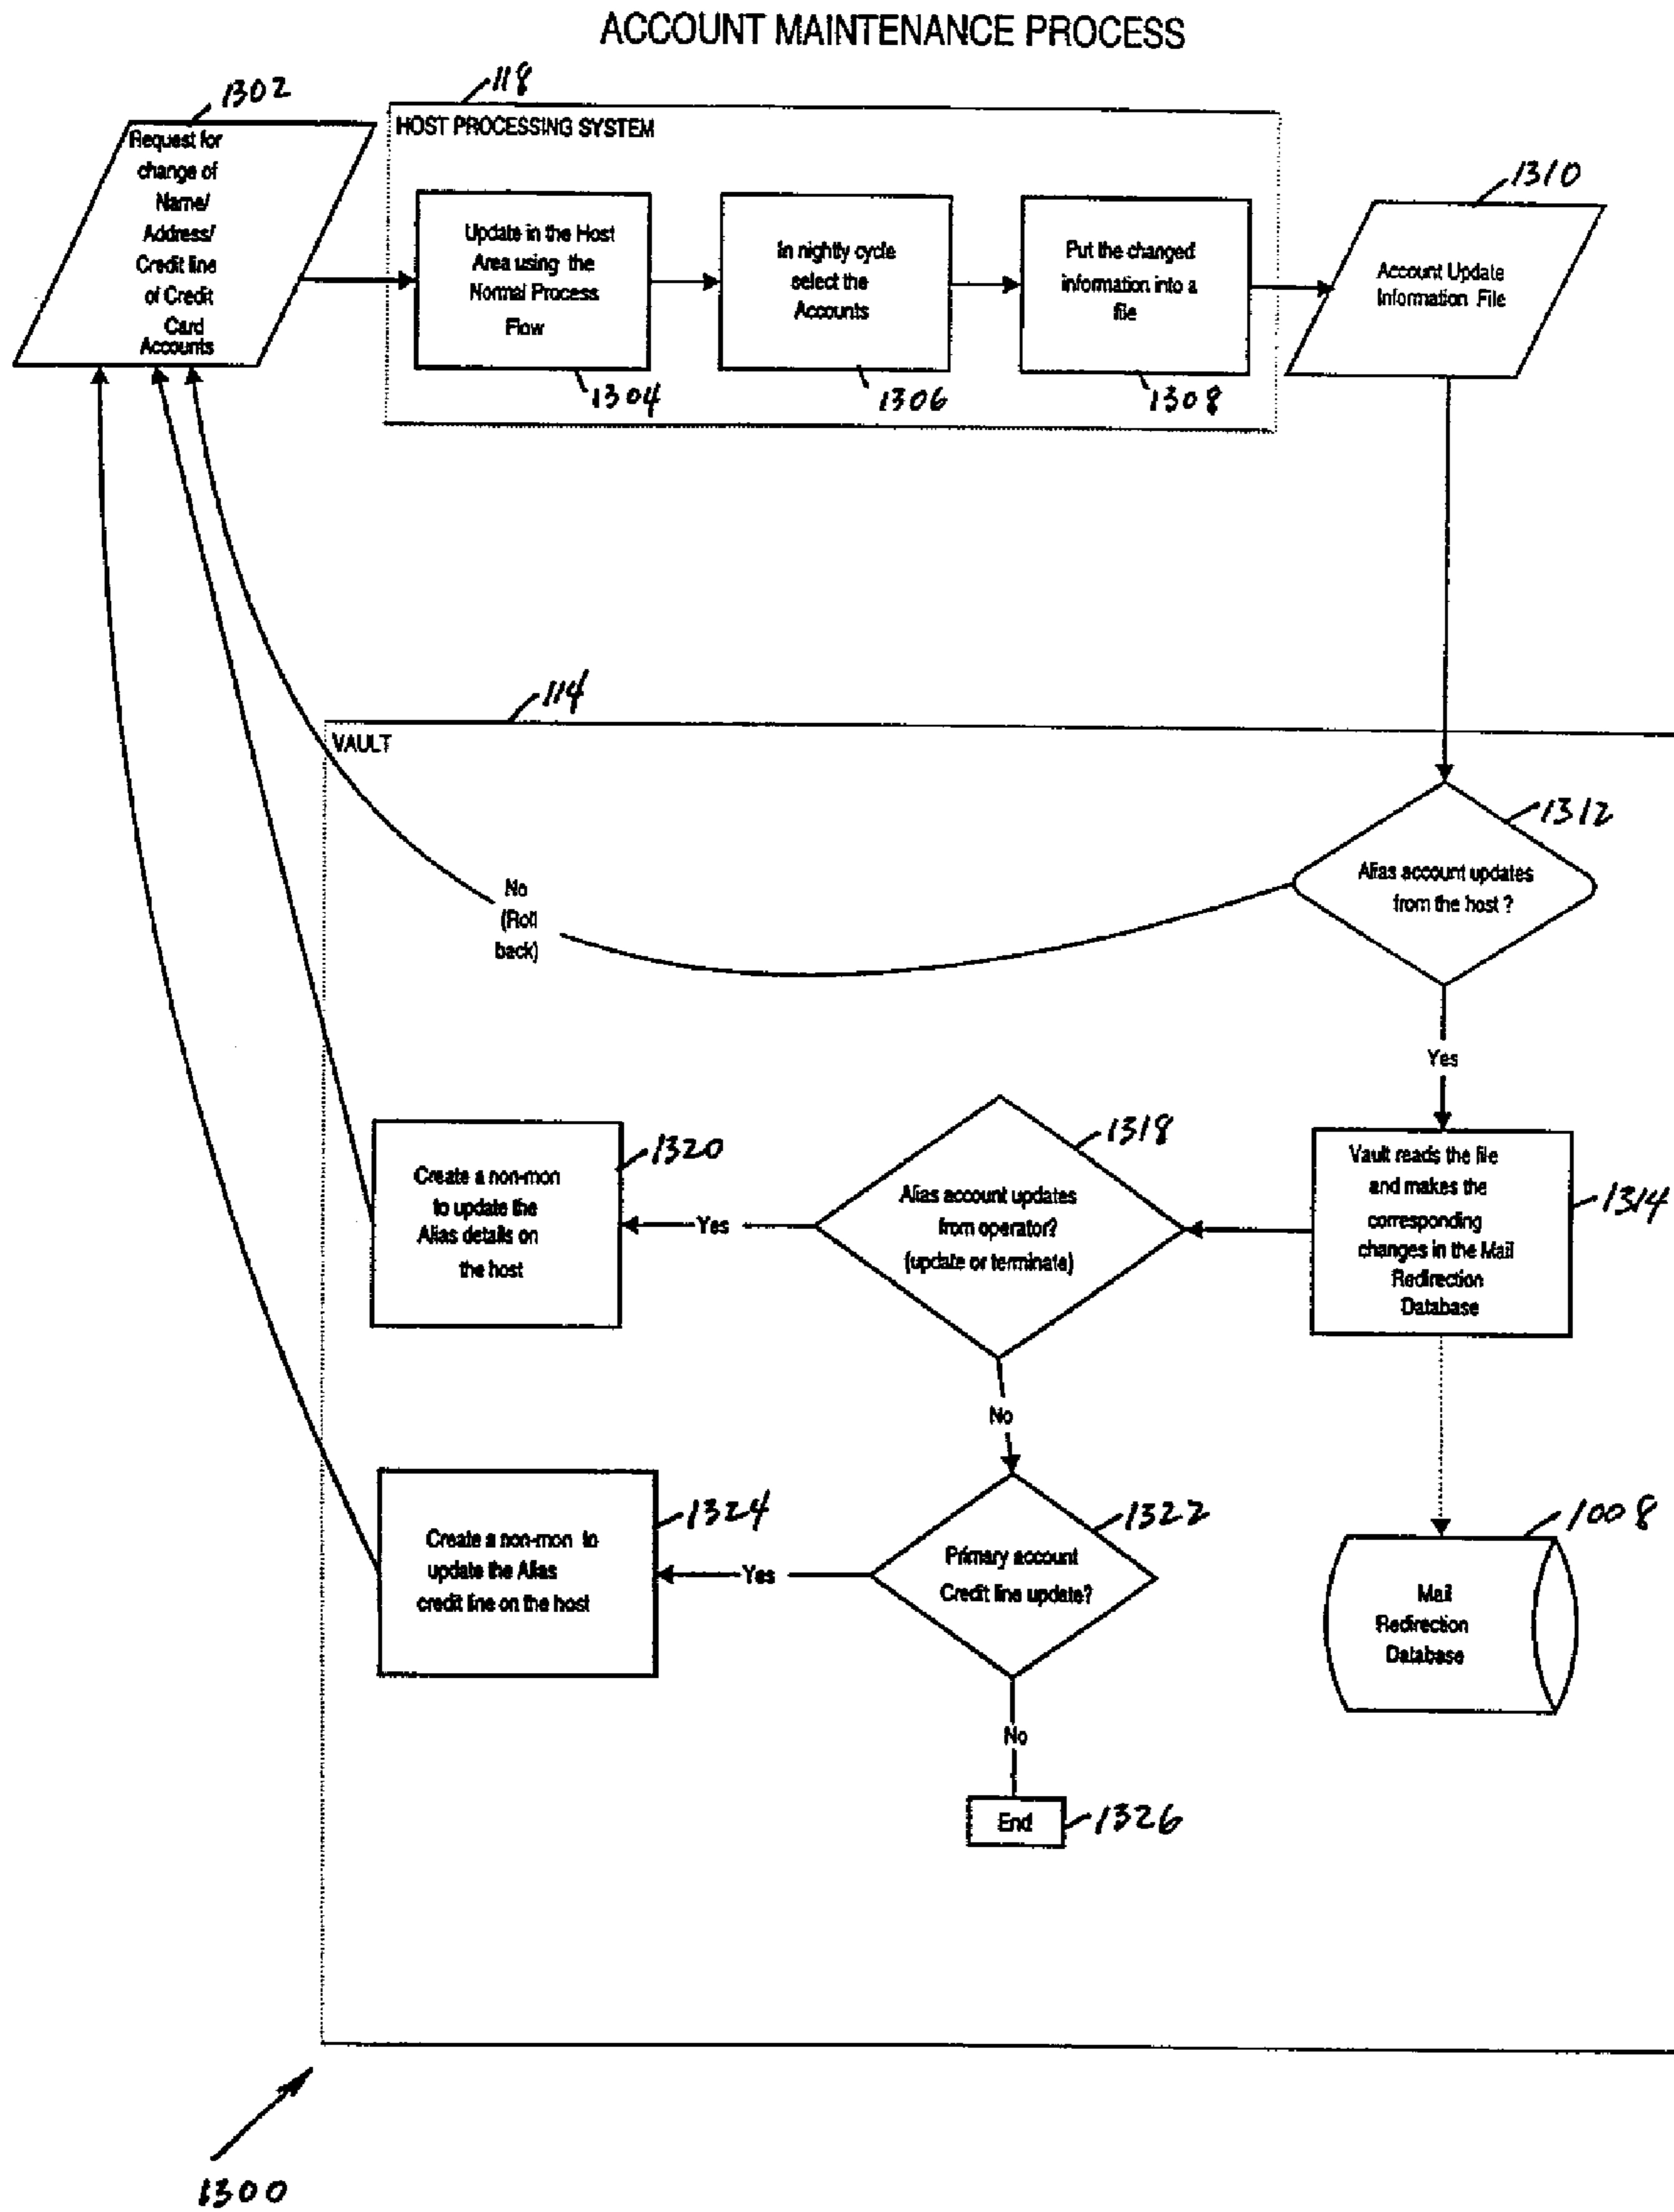 ACCOUNT MAINTENANCE PROCESS
1302
118
HOST PROCESSING SYSTEM
Request for
change of
Name/
Address/
Credit line
of Credit
Card
Accounts
Update in the Host
Area using the
Normal Process
Flow
1304
In nightly cycle
select the
Accounts
1306
Put the changed
information into a
file
1308
1310
Account Update
Information File
114
VAULT
1312
Alias account updates
from the host ?
No
(Roll
back)
Yes
1314
Vault reads the file
and makes the
corresponding
changes in the Mail
Redirection
Database
1318
Alias account updates
from operator?
(update or terminate)
Yes
1320
Create a non-mon
to update the
Alias details on
the host
No
1322
Primary account
Credit line update?
Yes
1324
Create a non-mon to
update the Alias
credit line on the host
1008
Mail
Redirection
Database
No
End
1326
1300